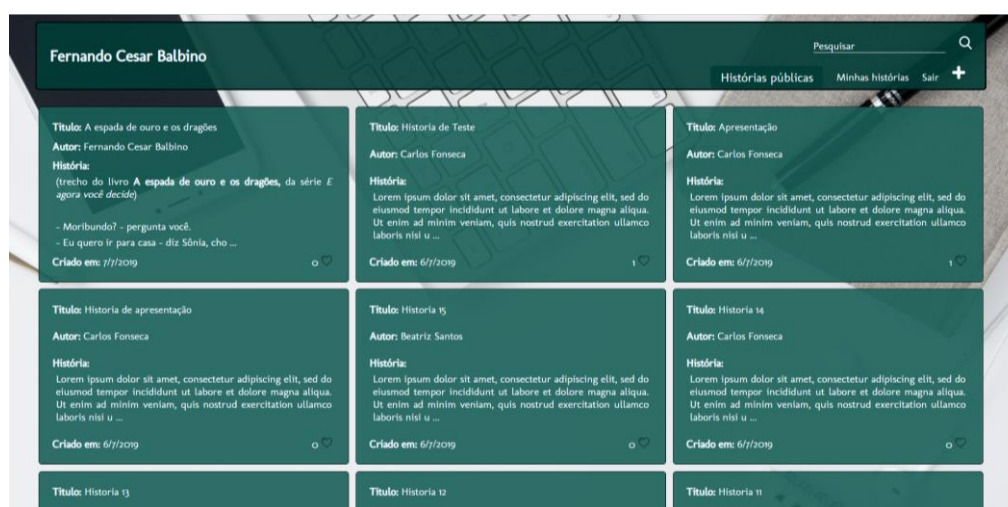 Fernando Cesar Balbino
Pesquisar
Histórias públicas
Minhas histórias
Sair
Titulo: A espada de ouro e os dragões
Autor: Fernando Cesar Balbino
História:
(trecho do livro A espada de ouro e os dragões, da série E
agora você decide)
- Moribundo? - pergunta você.
- Eu quero ir para casa - diz Sônia, cho ...
Criado em: 7/7/2019
0
Titulo: Historia de Teste
Autor: Carlos Fonseca
História:
Lorem ipsum dolor sit amet, consectetur adipiscing elit, sed do
eiusmod tempor incididunt ut labore et dolore magna aliqua.
Ut enim ad minim veniam, quis nostrud exercitation ullamco
laboris nisi u ...
Criado em: 6/7/2019
1
Titulo: Apresentação
Autor: Carlos Fonseca
História:
Lorem ipsum dolor sit amet, consectetur adipiscing elit, sed do
eiusmod tempor incididunt ut labore et dolore magna aliqua.
Ut enim ad minim veniam, quis nostrud exercitation ullamco
laboris nisi u ...
Criado em: 6/7/2019
1
Titulo: Historia de apresentação
Autor: Carlos Fonseca
História:
Lorem ipsum dolor sit amet, consectetur adipiscing elit, sed do
eiusmod tempor incididunt ut labore et dolore magna aliqua.
Ut enim ad minim veniam, quis nostrud exercitation ullamco
laboris nisi u ...
Criado em: 6/7/2019
0
Titulo: Historia 15
Autor: Beatriz Santos
História:
Lorem ipsum dolor sit amet, consectetur adipiscing elit, sed do
eiusmod tempor incididunt ut labore et dolore magna aliqua.
Ut enim ad minim veniam, quis nostrud exercitation ullamco
laboris nisi u ...
Criado em: 6/7/2019
0
Titulo: Historia 14
Autor: Carlos Fonseca
História:
Lorem ipsum dolor sit amet, consectetur adipiscing elit, sed do
eiusmod tempor incididunt ut labore et dolore magna aliqua.
Ut enim ad minim veniam, quis nostrud exercitation ullamco
laboris nisi u ...
Criado em: 6/7/2019
0
Titulo: Historia 13
Titulo: Historia 12
Titulo: Historia 11